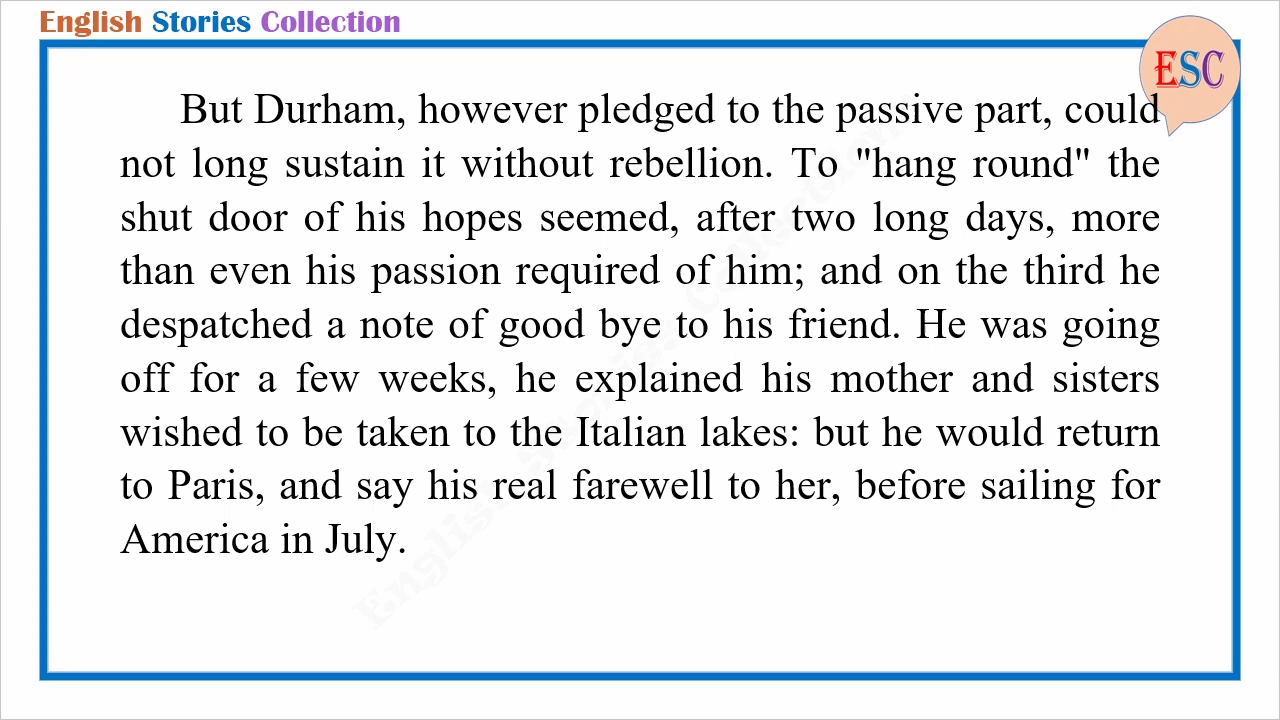 English Stories Collection
ESC
But Durham, however pledged to the passive part, could
not long sustain it without rebellion. To "hang round" the
shut door of his hopes seemed, after two long days, more
than even his passion required of him; and on the third he
despatched a note of good bye to his friend. He was going
off for a few weeks, he explained his mother and sisters
wished to be taken to the Italian lakes: but he would return
to Paris, and say his real farewell to her, before sailing for
America in July.
English Stories Collection